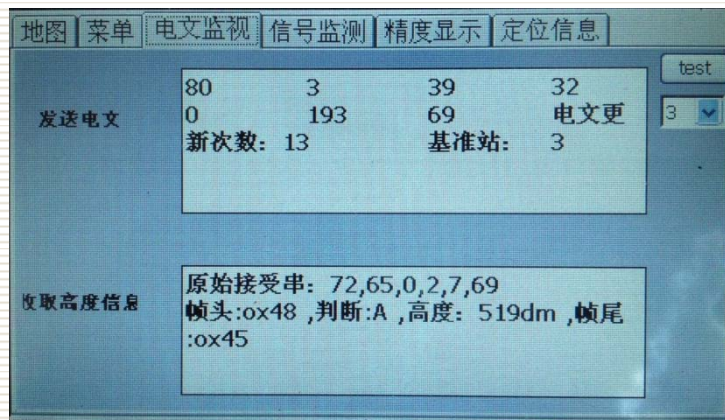 地图 菜单 电文监视 信号监测 精度显示 定位信息
test
发送电文
80 3 39 32
0 193 69 电文更
新次数: 13 基准站: 3
3
收取高度信息
原始接受串: 72,65,0,2,7,69
帧头:ox48 ,判断:A ,高度: 519dm ,帧尾
:ox45